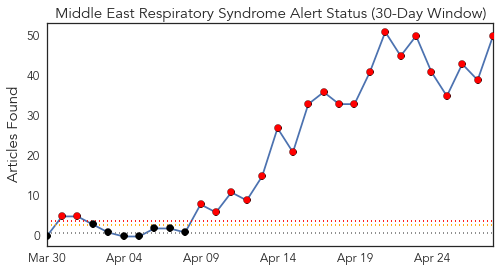 Middle East Respiratory Syndrome Alert Status (30-Day Window)
Articles Found
50
40
30
20
10
0
Mar 30 Apr 04 Apr 09 Apr 14 Apr 19 Apr 24